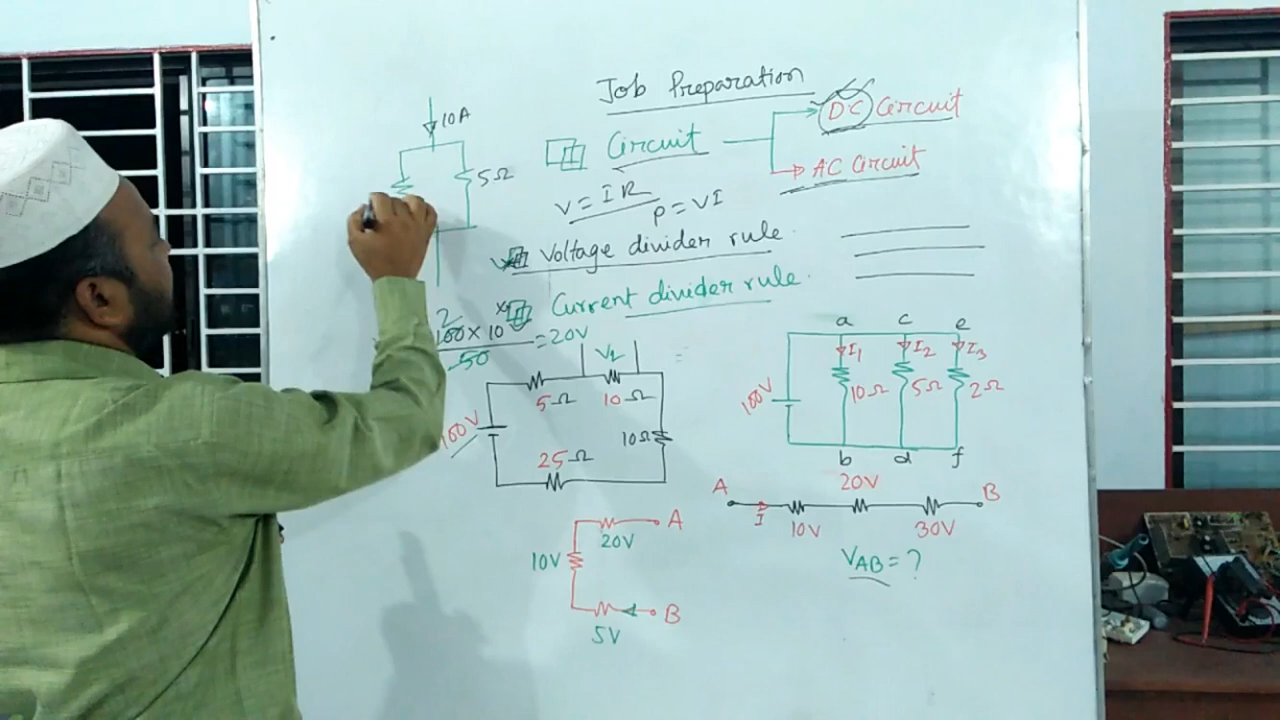 Job Preparation
10A
5Ω
Circuit
DC Circuit
AC Circuit
V = IR
P = VI
Voltage divider rule
Current divider rule.
2
100 × 10
50
= 20V
100V
5Ω
V2
10Ω
10Ω
25Ω
=
100V
a c e
I1 I2 I3
10Ω 5Ω 2Ω
b d f
A I 10V 20V 30V B
VAB = ?
A
20V
10V
B
5V